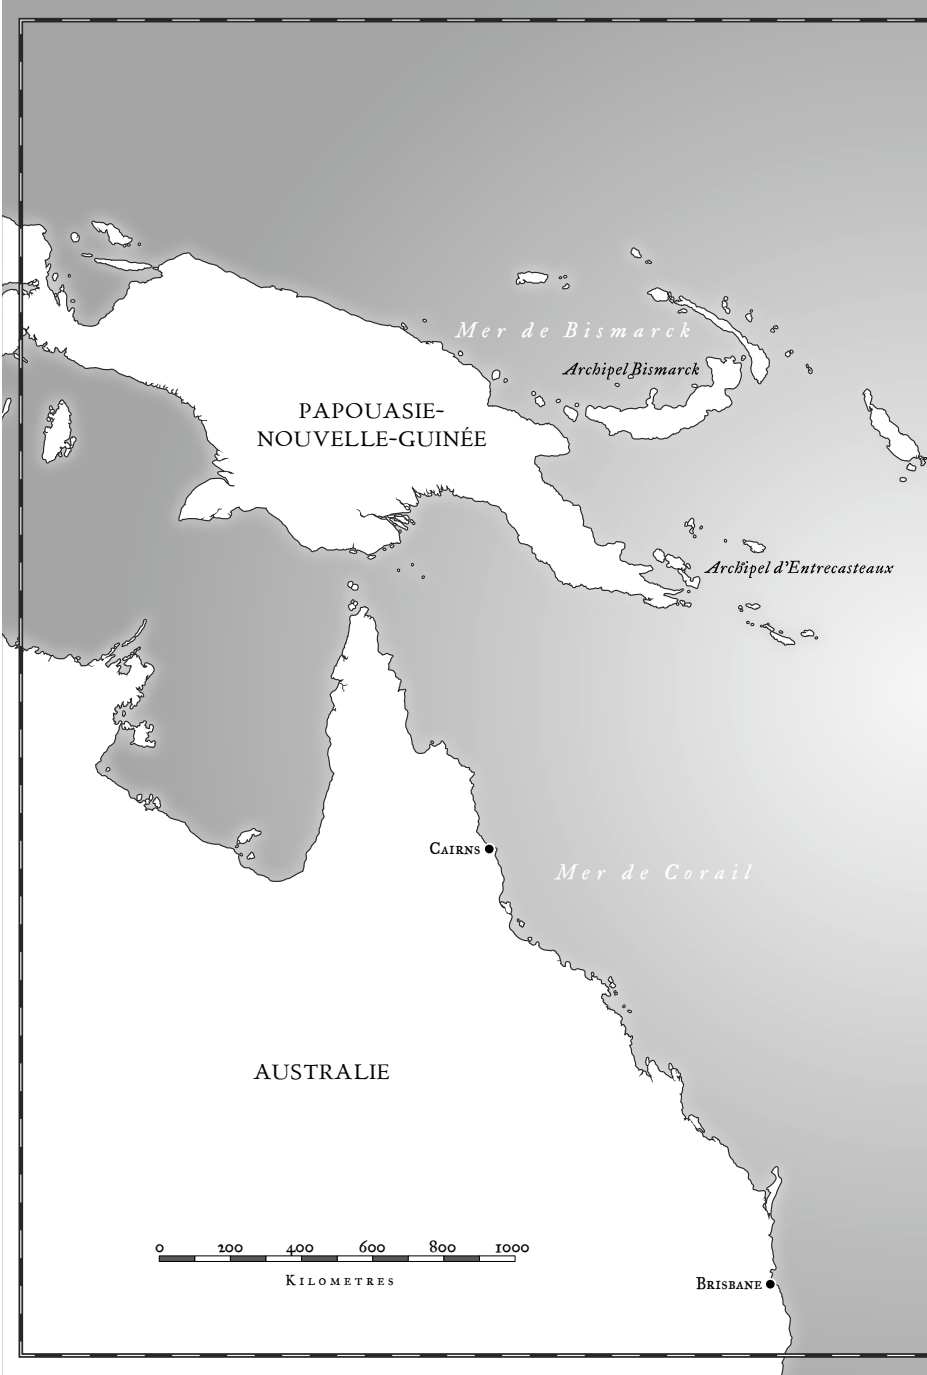 Mer de Bismarck
Archipel Bismarck
PAPOUASIE-
NOUVELLE-GUINÉE
Archipel d'Entrecasteaux
Cairns
Mer de Corail
AUSTRALIE
0 200 400 600 800 1000
Kilometres
Brisbane